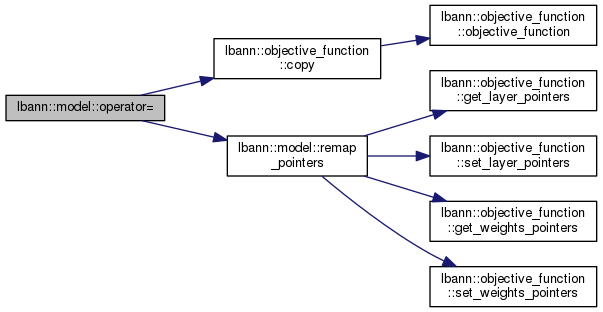 lbann::model::operator=
lbann::objective_function
::copy
lbann::objective_function
::objective_function
lbann::model::remap
_pointers
lbann::objective_function
::get_layer_pointers
lbann::objective_function
::set_layer_pointers
lbann::objective_function
::get_weights_pointers
lbann::objective_function
::set_weights_pointers